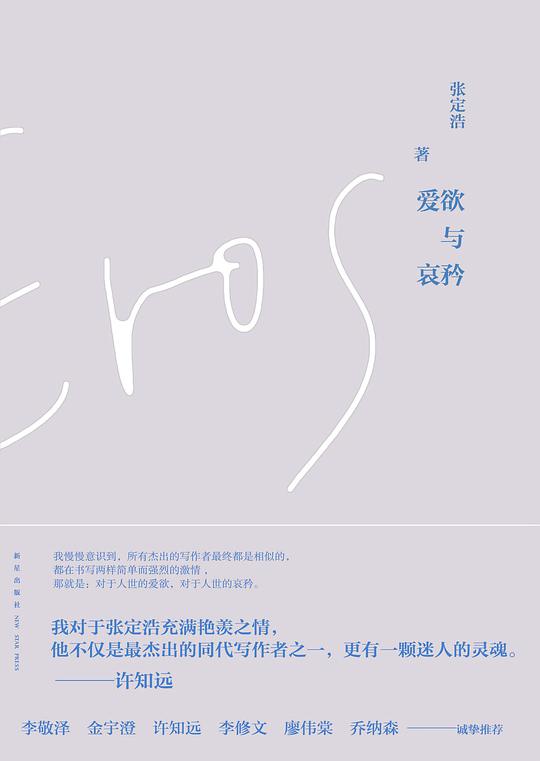 张定浩
著
爱欲
与
哀矜
Eros
新星出版社 NEW STAR PRESS
我慢慢意识到，所有杰出的写作者最终都是相似的，
都在书写两样简单而强烈的激情，
那就是：对于人世的爱欲，对于人世的哀矜。
我对于张定浩充满艳羡之情，
他不仅是最杰出的同代写作者之一，更有一颗迷人的灵魂。
———许知远
李敬泽 金宇澄 许知远 李修文 廖伟棠 乔纳森 ———诚挚推荐